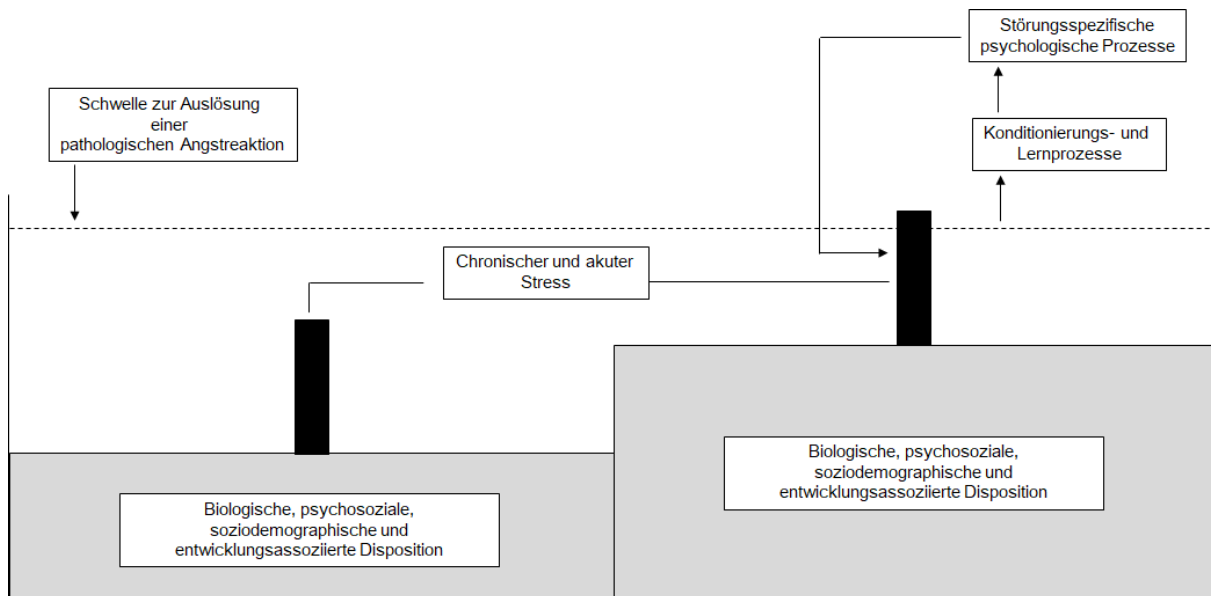 Störungsspezifische
psychologische Prozesse
Schwelle zur Auslösung
einer
pathologischen Angstreaktion
Konditionierungs- und
Lernprozesse
Chronischer und akuter
Stress
Biologische, psychosoziale,
soziodemographische und
entwicklungsassoziierte Disposition
Biologische, psychosoziale,
soziodemographische und
entwicklungsassoziierte Disposition